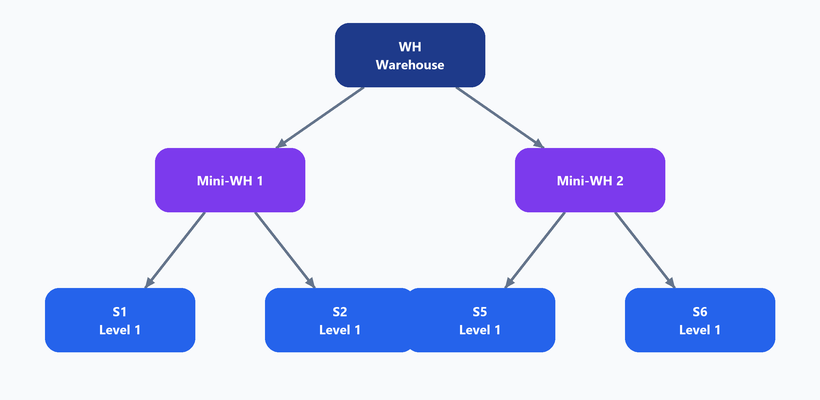 WH
Warehouse
Mini-WH 1
Mini-WH 2
S1
Level 1
S2
Level 1
S5
Level 1
S6
Level 1